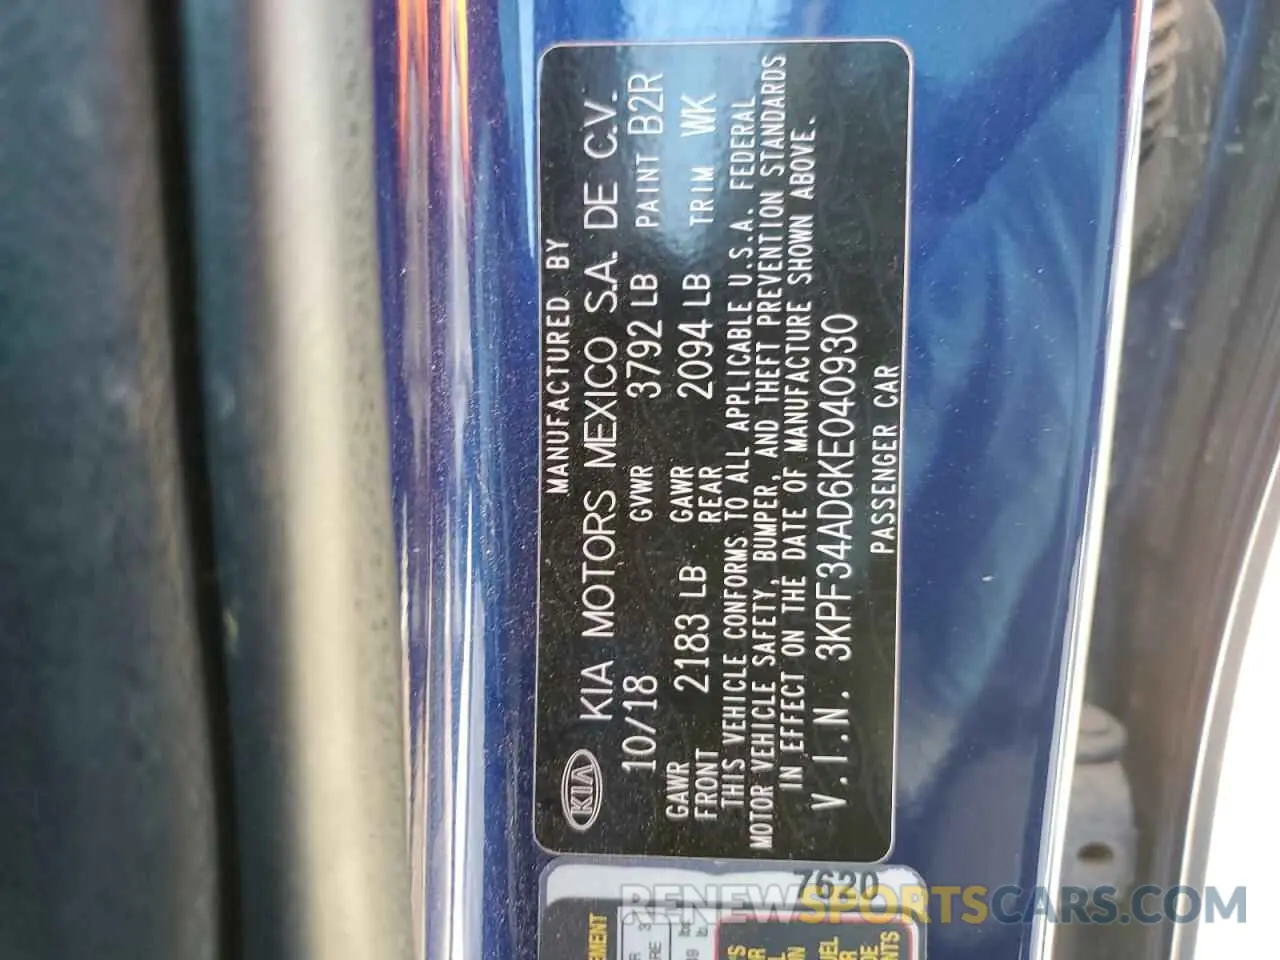 MANUFACTURED BY
KIA KIA MOTORS MEXICO S.A. DE C.V.
10/18 GVWR 3792 LB PAINT B2R
GAWR FRONT 2183 LB GAWR REAR 2094 LB TRIM WK
THIS VEHICLE CONFORMS TO ALL APPLICABLE U.S.A. FEDERAL
MOTOR VEHICLE SAFETY, BUMPER, AND THEFT PREVENTION STANDARDS
IN EFFECT ON THE DATE OF MANUFACTURE SHOWN ABOVE.
V.I.N. 3KPF34AD6KE040930
PASSENGER CAR
7630
RENEWSPORTSCARS.COM